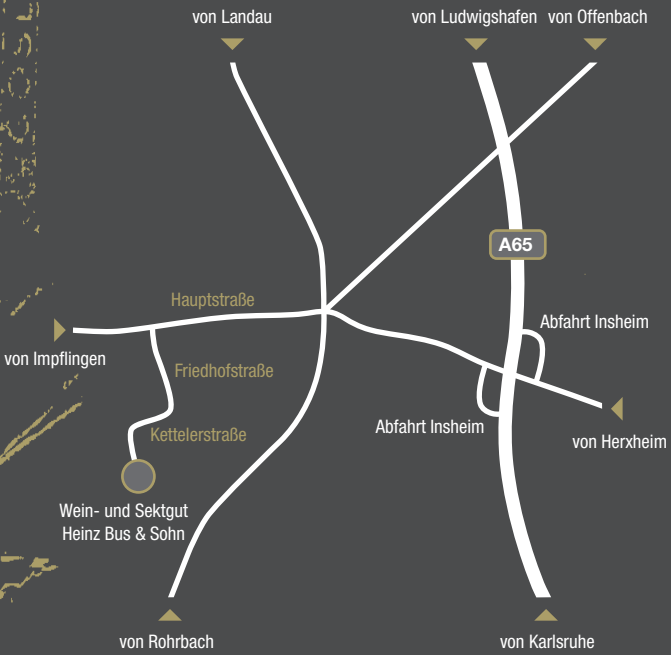 von Landau
von Ludwigshafen
von Offenbach
A65
Hauptstraße
Abfahrt Insheim
von Impflingen
Friedhofstraße
Kettelerstraße
Abfahrt Insheim
von Herxheim
Wein- und Sektgut
Heinz Bus & Sohn
von Rohrbach
von Karlsruhe